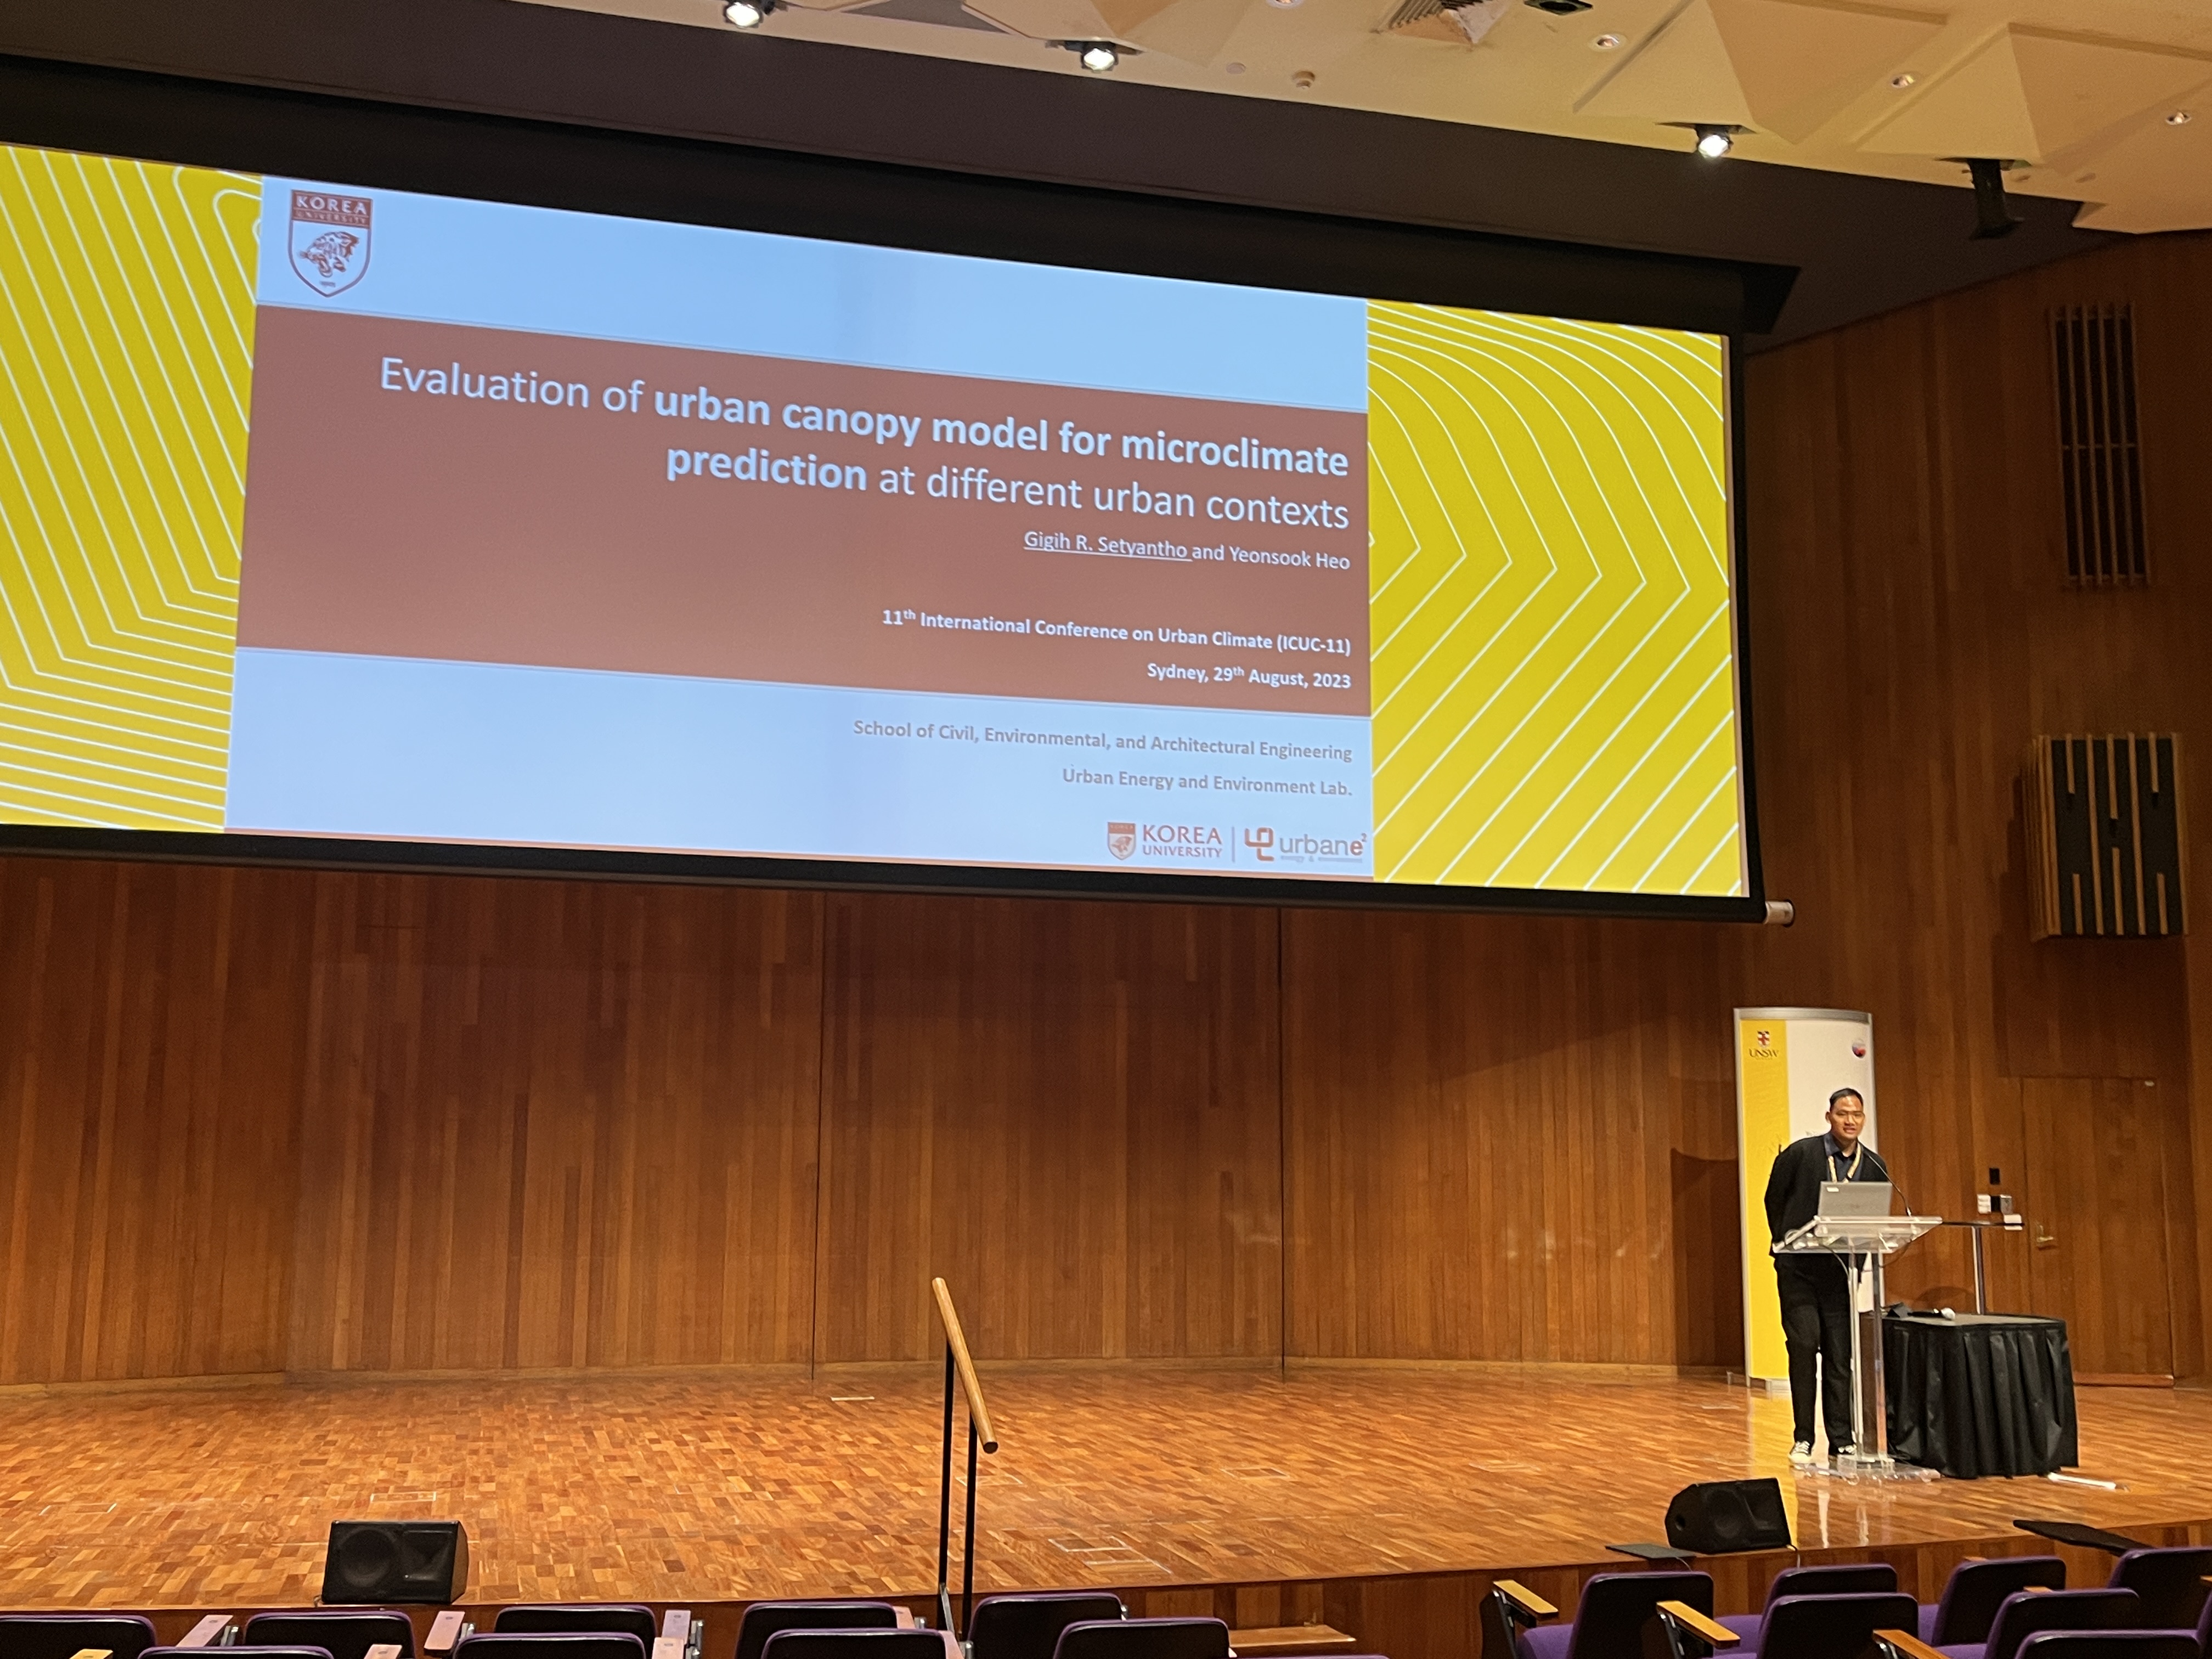 KOREA
UNIVERSITY
Evaluation of urban canopy model for microclimate
prediction at different urban contexts
Gigih R. Setyantho and Yeonsook Heo
11th International Conference on Urban Climate (ICUC-11)
Sydney, 29th August, 2023
School of Civil, Environmental, and Architectural Engineering
Urban Energy and Environment Lab.
KOREA
UNIVERSITY
urbane2
UNSW